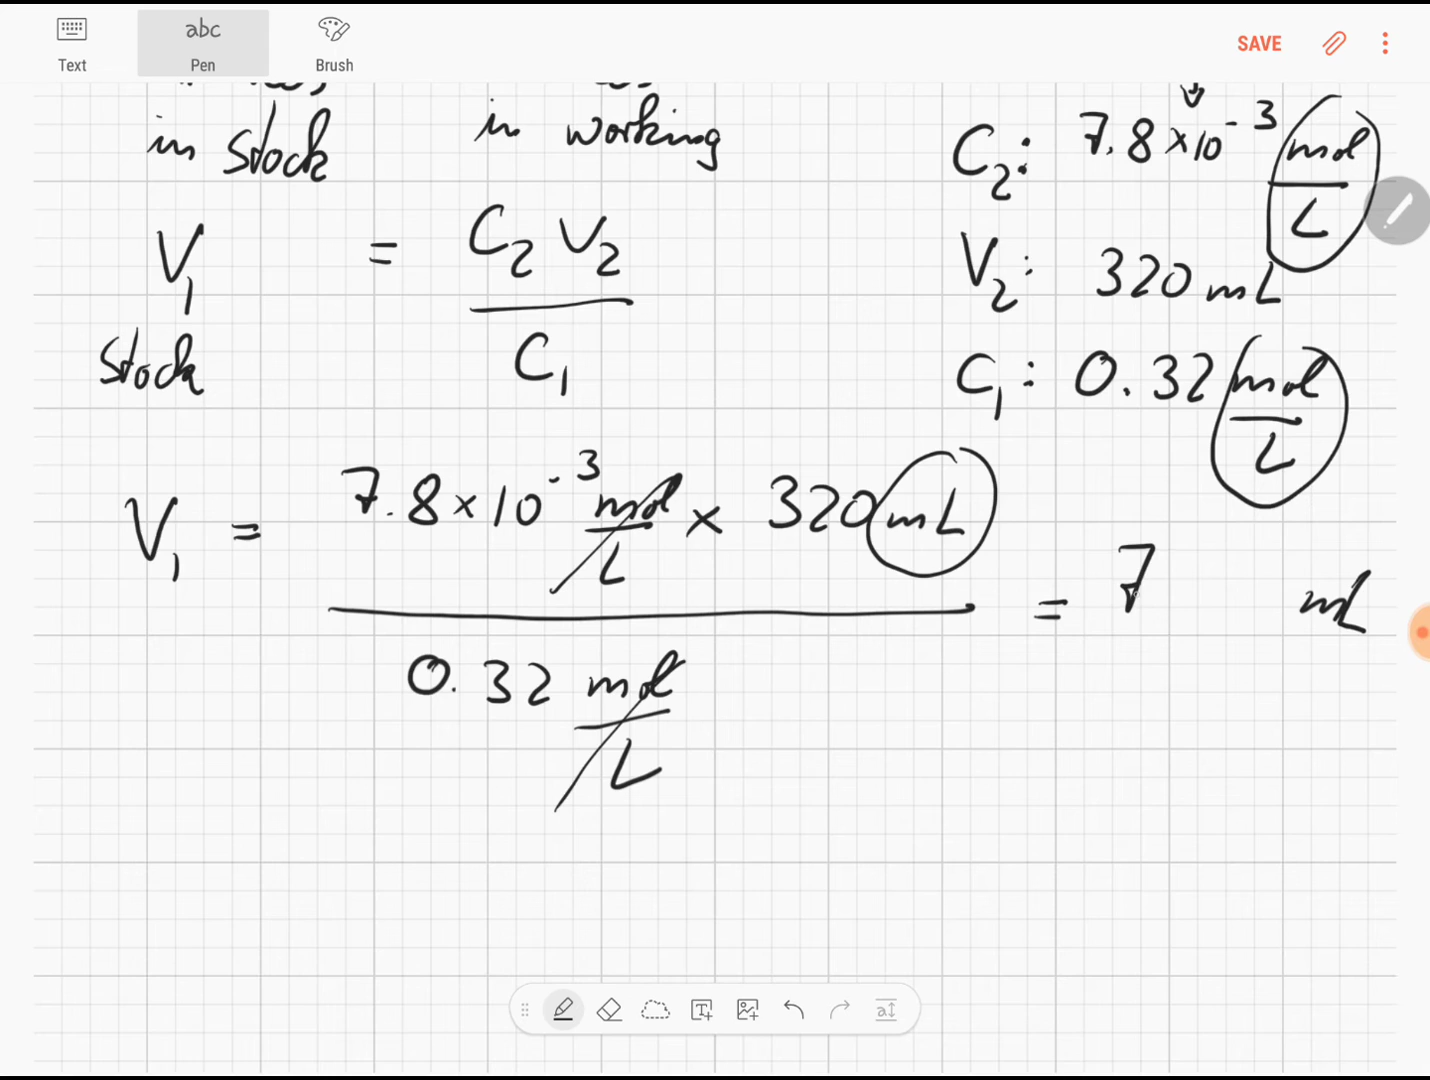 abc
Text
Pen
Brush
SAVE
in stock
in working
V₁ = C₂ V₂ / C₁
stock
C₂: 7.8 × 10⁻³ mol/L
V₂: 320 mL
C₁: 0.32 mol/L
V₁ = 7.8 × 10⁻³ mol/L × 320 mL / 0.32 mol/L = 7 mL